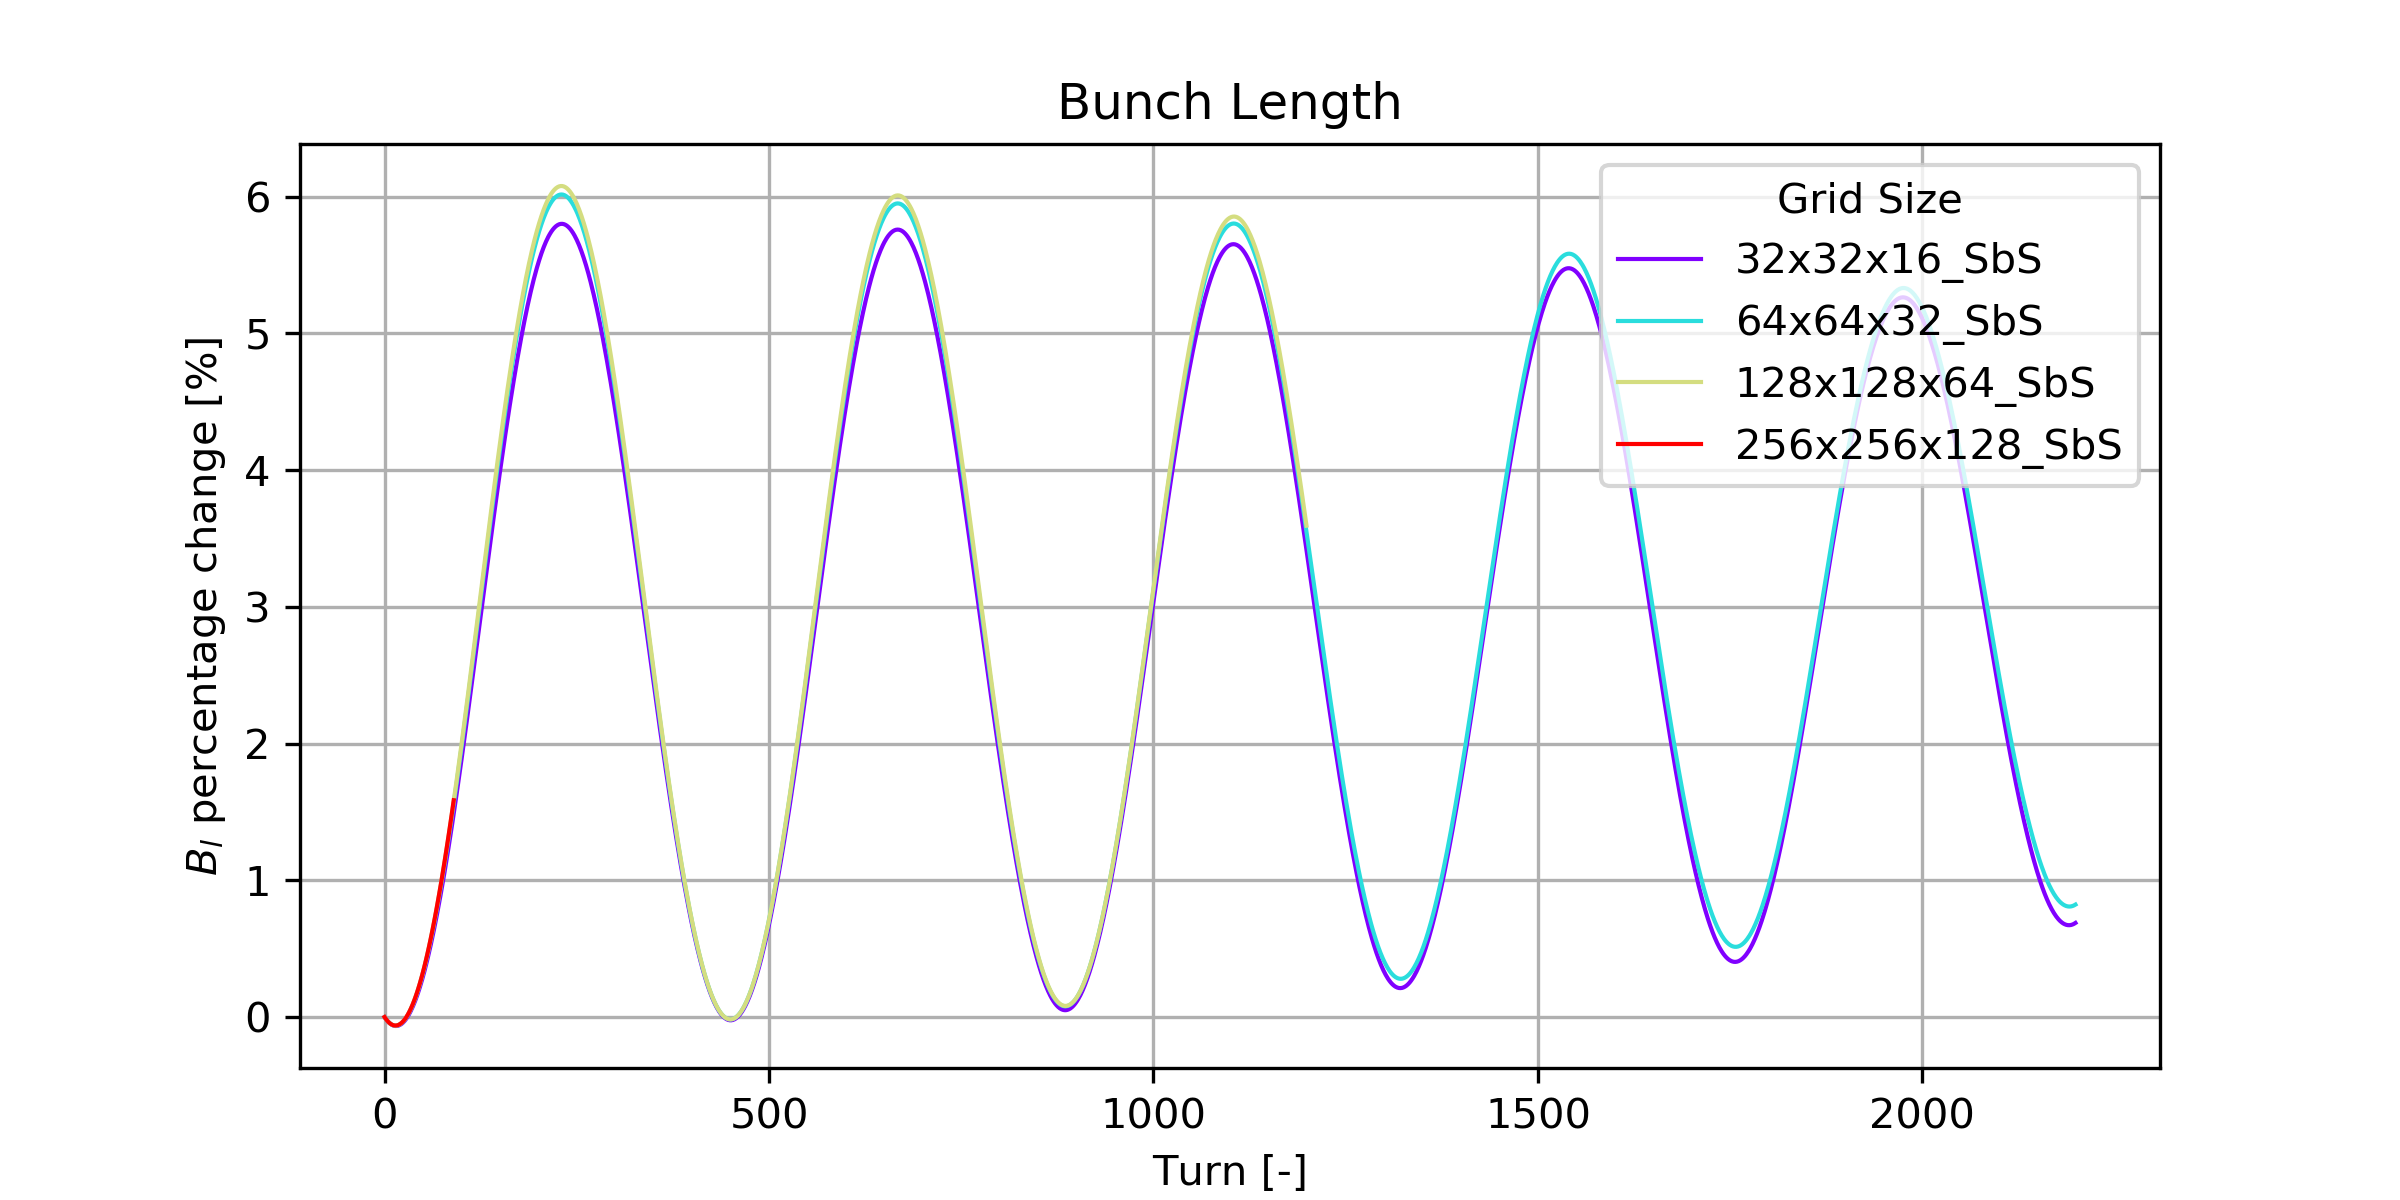 Bunch Length
B_l percentage change [%]
6
5
4
3
2
1
0
Grid Size
32x32x16_SbS
64x64x32_SbS
128x128x64_SbS
256x256x128_SbS
0 500 1000 1500 2000
Turn [-]